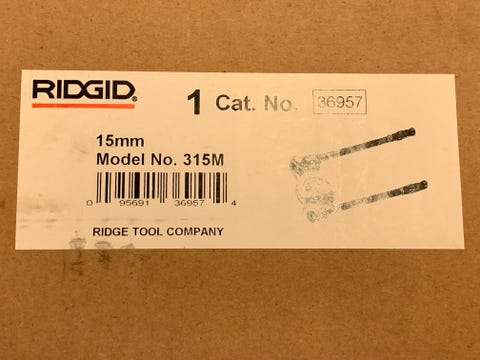 RIDGID®
1 Cat. No. 36957
15mm
Model No. 315M
0 95691 36957 4
RIDGE TOOL COMPANY